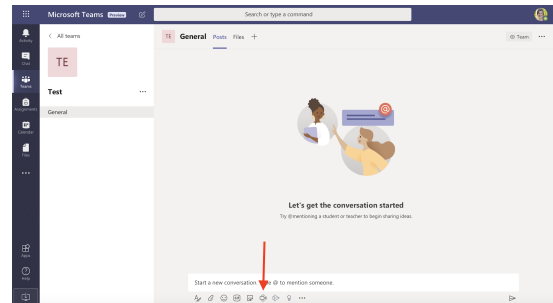 Microsoft Teams Preview
Search or type a command
Activity
Chat
Teams
Assignments
Calendar
Files
Apps
Help
All teams
TE
Test
General
TE General Posts Files
Team
@
Let's get the conversation started
Try @mentioning a student or teacher to begin sharing ideas.
Start a new conversation. @ to mention someone.
GIF